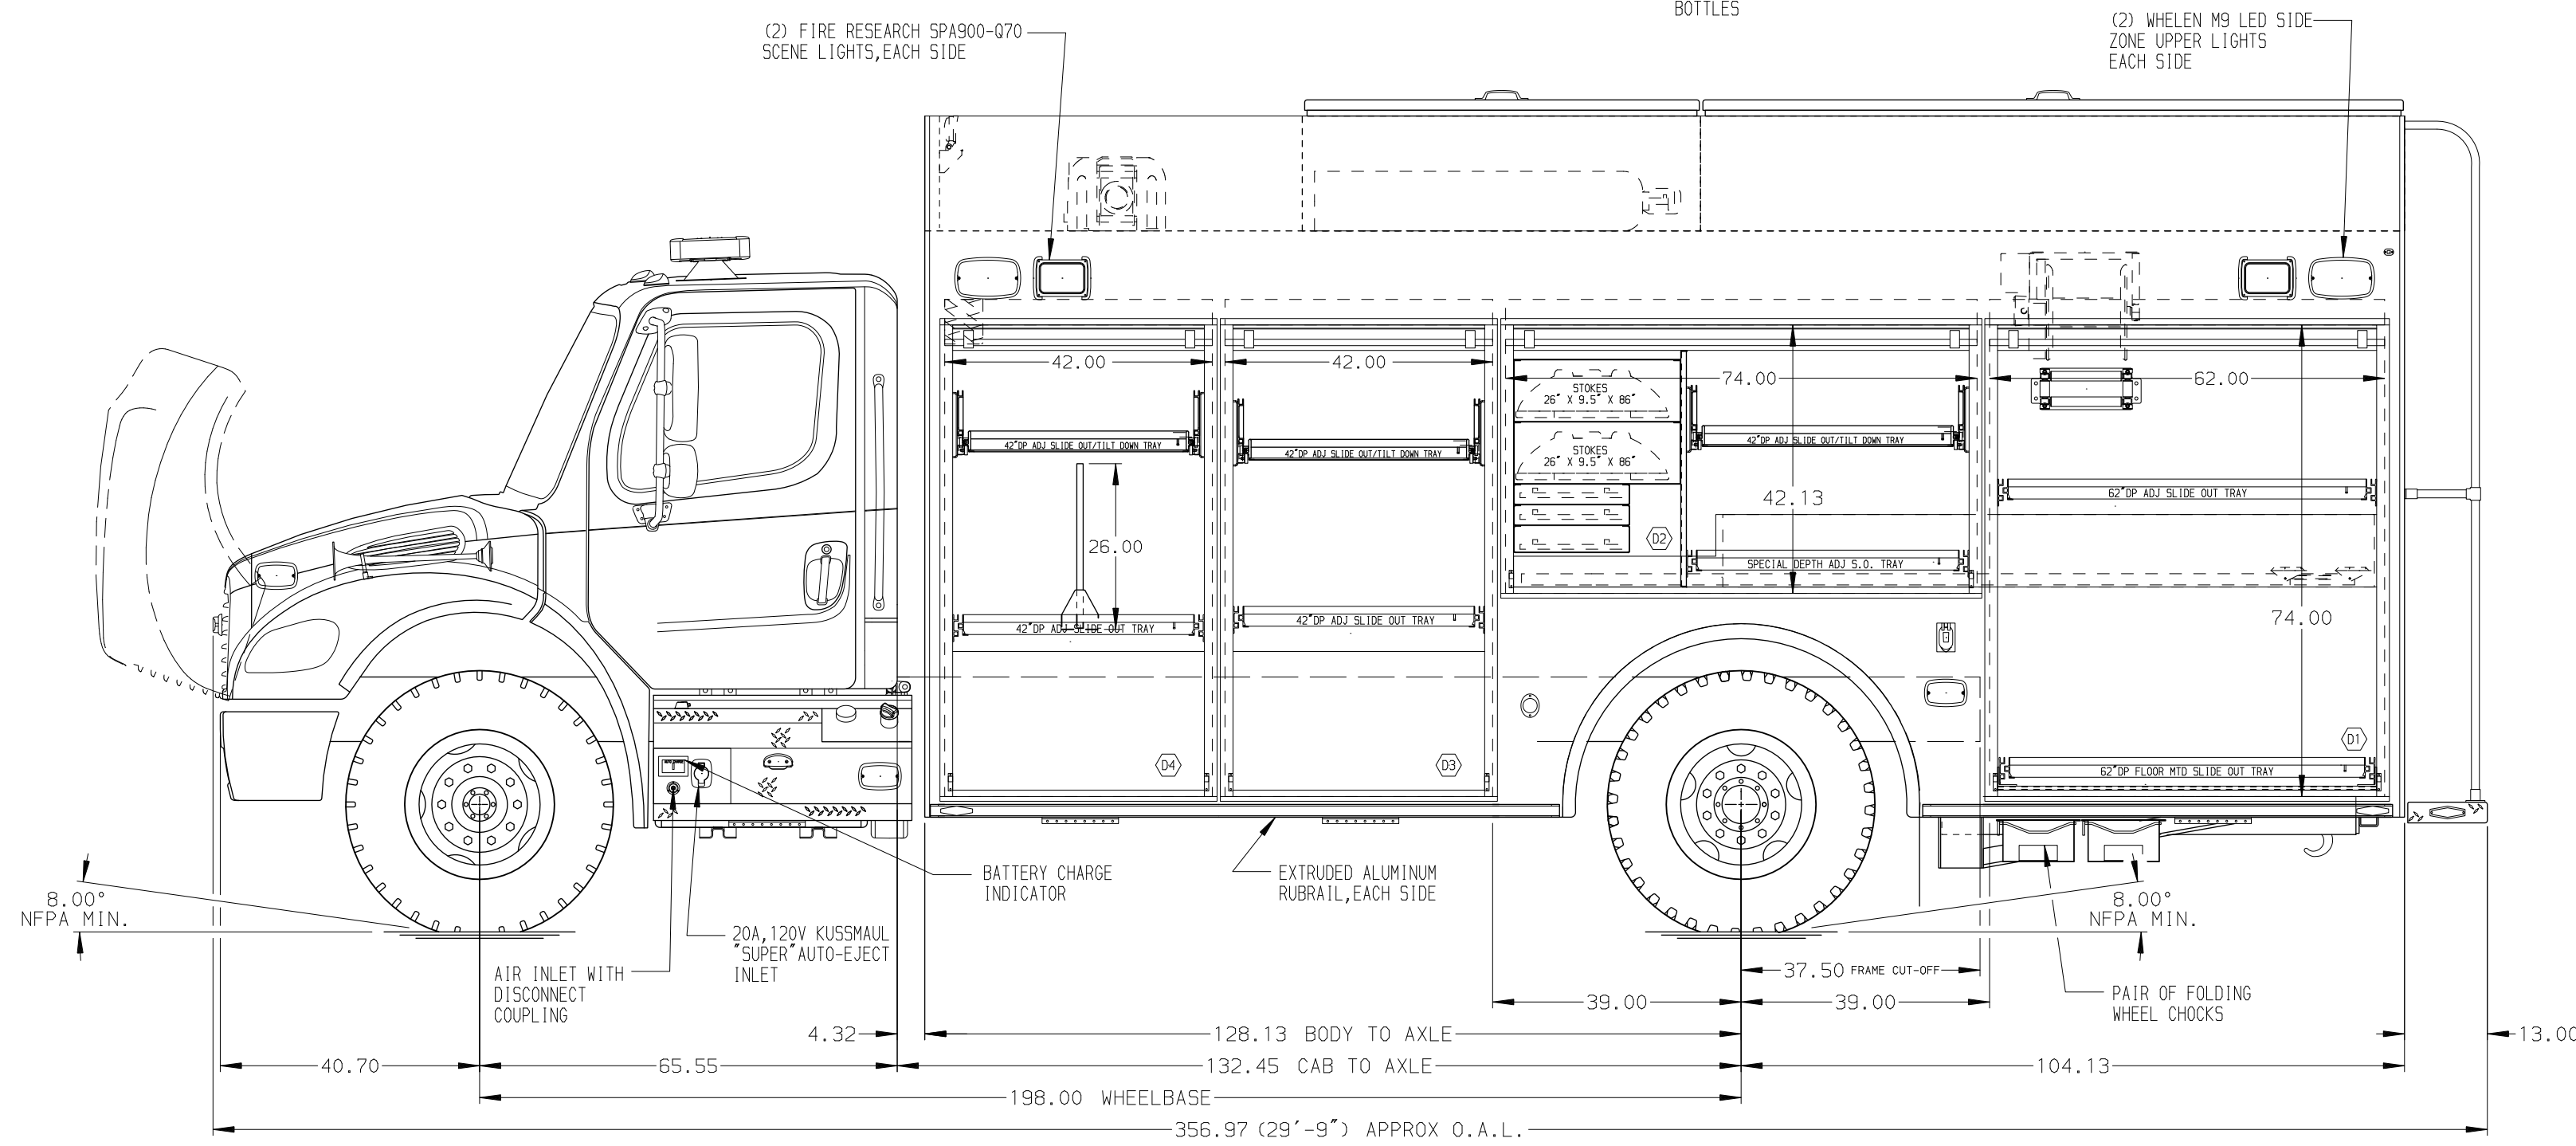 BOTTLES
(2) FIRE RESEARCH SPA900-Q70
SCENE LIGHTS,EACH SIDE
(2) WHELEN M9 LED SIDE
ZONE UPPER LIGHTS
EACH SIDE
42.00
42.00
74.00
62.00
STOKES
26" X 9.5" X 86"
STOKES
26" X 9.5" X 86"
42"DP ADJ SLIDE OUT/TILT DOWN TRAY
42"DP ADJ SLIDE OUT/TILT DOWN TRAY
42"DP ADJ SLIDE OUT/TILT DOWN TRAY
62"DP ADJ SLIDE OUT TRAY
42.13
26.00
D2
SPECIAL DEPTH ADJ S.O. TRAY
42"DP ADJ SLIDE OUT TRAY
42"DP ADJ SLIDE OUT TRAY
74.00
D4
D3
D1
62"DP FLOOR MTD SLIDE OUT TRAY
8.00°
NFPA MIN.
BATTERY CHARGE
INDICATOR
EXTRUDED ALUMINUM
RUBRAIL,EACH SIDE
8.00°
NFPA MIN.
20A,120V KUSSMAUL
"SUPER"AUTO-EJECT
INLET
AIR INLET WITH
DISCONNECT
COUPLING
37.50 FRAME CUT-OFF
PAIR OF FOLDING
WHEEL CHOCKS
39.00
39.00
4.32
128.13 BODY TO AXLE
13.00
40.70
65.55
132.45 CAB TO AXLE
104.13
198.00 WHEELBASE
356.97 (29'-9") APPROX O.A.L.